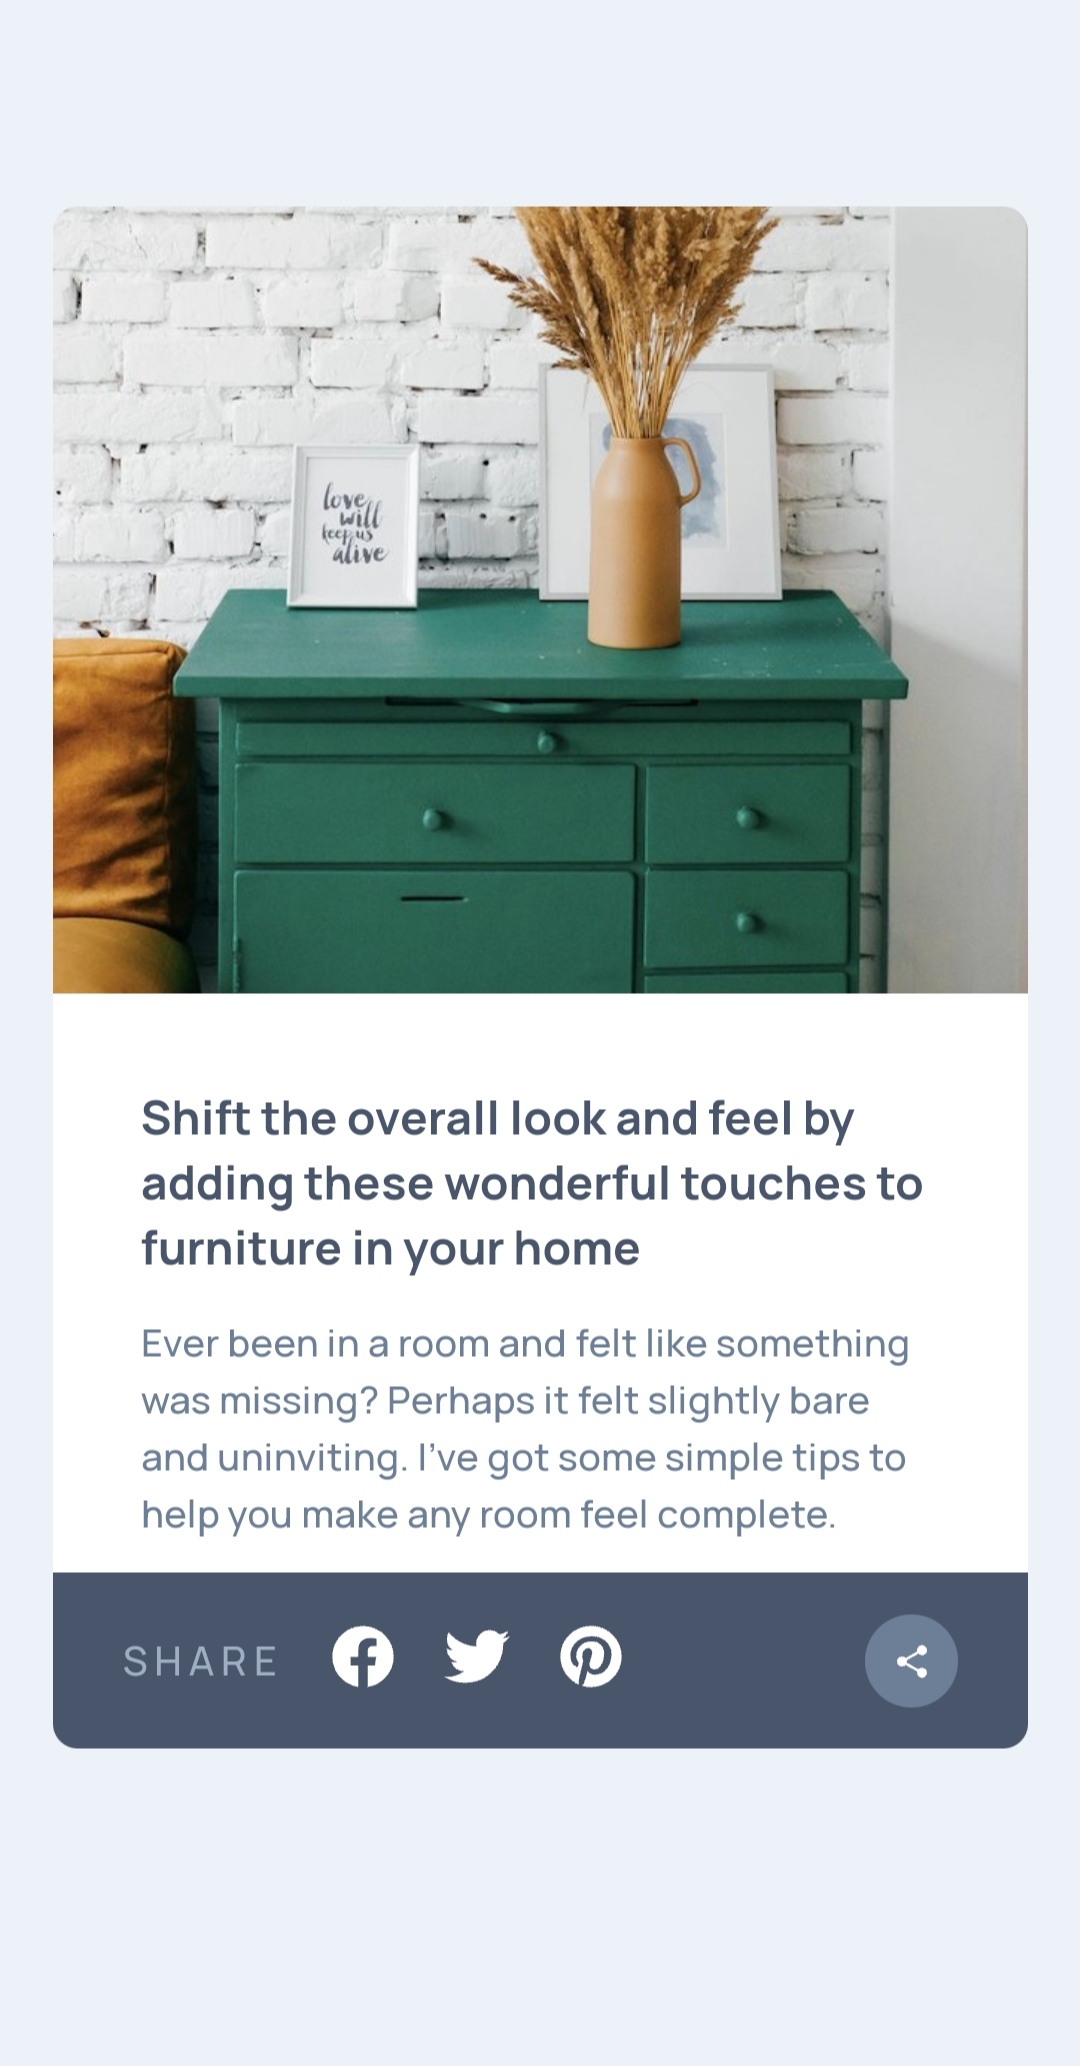 love
will
keep us
alive
Shift the overall look and feel by
adding these wonderful touches to
furniture in your home
Ever been in a room and felt like something
was missing? Perhaps it felt slightly bare
and uninviting. I’ve got some simple tips to
help you make any room feel complete.
SHARE